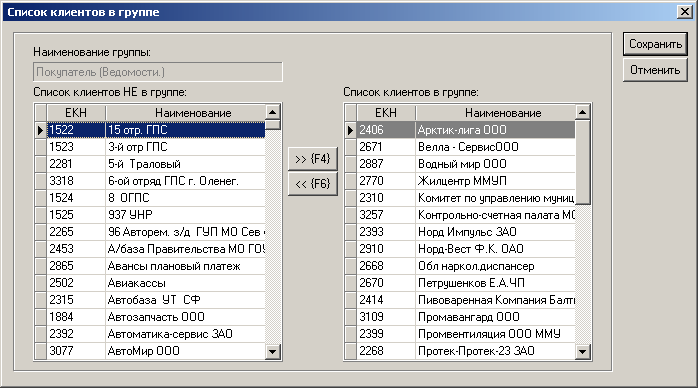 Список клиентов в группе
Сохранить
Отменить
Наименование группы:
Покупатель (Ведомости.)
Список клиентов НЕ в группе:
ЕКН Наименование
1522 15 отр. ГПС
1523 3-й отр ГПС
2281 5-й Траловый
3318 6-ой отряд ГПС г. Оленег.
1524 8 ОГПС
1525 937 УНР
2265 96 Авторем. з/д ГУП МО Сев
2453 А/база Правительства МО ГОУ
2865 Авансы плановый платеж
2502 Авиакассы
2315 Автобаза УТ СФ
1884 Автозапчасть ООО
2392 Автоматика-сервис ЗАО
3077 АвтоМир ООО
>> {F4}
<< {F6}
Список клиентов в группе:
ЕКН Наименование
2406 Арктик-лига ООО
2671 Велла - СервисООО
2887 Водный мир ООО
2770 Жилцентр ММУП
2310 Комитет по управлению муниц
3257 Контрольно-счетная палата МО
2393 Норд Импульс ЗАО
2910 Норд-Вест Ф.К. ОАО
2668 Обл наркол.диспансер
2670 Петрушенков Е.А.ЧП
2414 Пивоваренная Компания Балт
3109 Промавангард ООО
2399 Промвентиляция ООО ММУ
2268 Протек-Протек-23 ЗАО